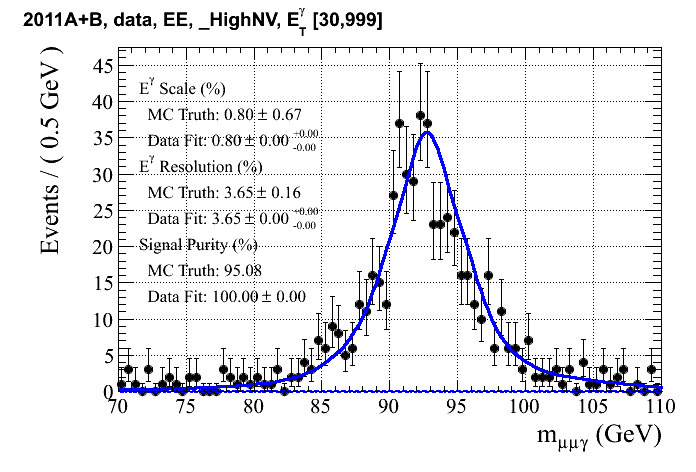 2011A+B, data, EE, _HighNV, E_T^γ [30,999]
Events / ( 0.5 GeV )
45
40
35
30
25
20
15
10
5
0
E^γ Scale (%)
MC Truth: 0.80 ± 0.67
Data Fit: 0.80 ± 0.00 +0.00 -0.00
E^γ Resolution (%)
MC Truth: 3.65 ± 0.16
Data Fit: 3.65 ± 0.00 +0.00 -0.00
Signal Purity (%)
MC Truth: 95.08
Data Fit: 100.00 ± 0.00
70 75 80 85 90 95 100 105 110
m_μμγ (GeV)